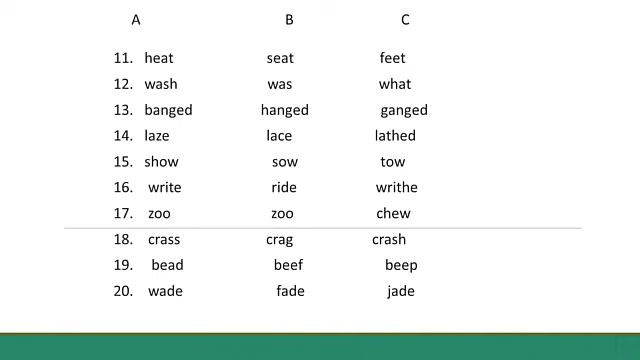 A B C
11. heat seat feet
12. wash was what
13. banged hanged ganged
14. laze lace lathed
15. show sow tow
16. write ride writhe
17. zoo zoo chew
18. crass crag crash
19. bead beef beep
20. wade fade jade